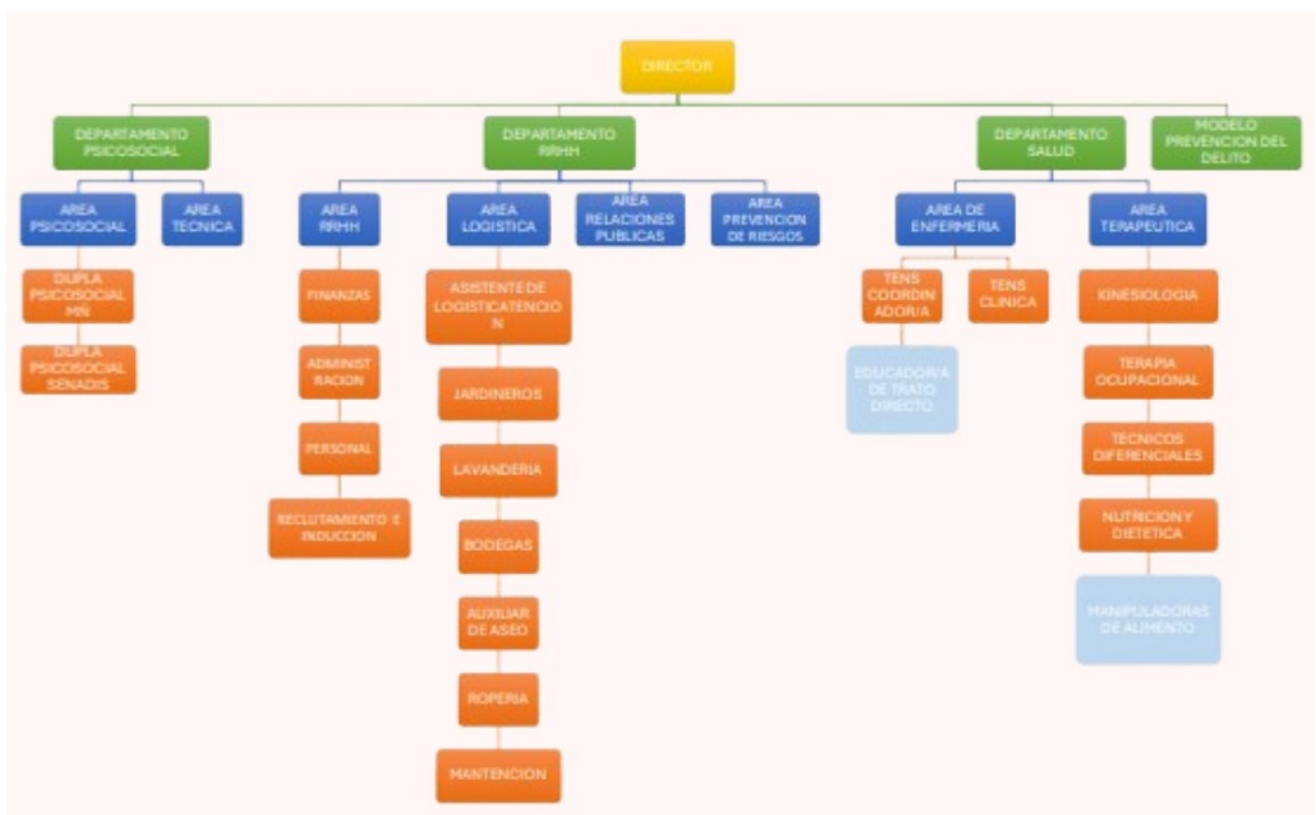 DIRECTOR
DEPARTAMENTO
PSICOSOCIAL
DEPARTAMENTO
RRHH
DEPARTAMENTO
SALUD
MODELO
PREVENCION DEL
DELITO
AREA
PSICOSOCIAL
AREA
TECNICA
AREA
RRHH
AREA
LOGISTICA
AREA
RELACIONES
PUBLICAS
AREA
PREVENCION
DE RIESGOS
AREA DE
ENFERMERIA
AREA
TERAPEUTICA
DUPLA
PSICOSOCIAL
MÑ
DUPLA
PSICOSOCIAL
SENADIS
FINANZAS
ADMINIST
RACION
PERSONAL
RECLUTAMIENTO E
INDUCCION
ASISTENTE DE
LOGISTICATENCIO
N
JARDINEROS
LAVANDERIA
BODEGAS
AUXILIAR
DE ASEO
ROPERIA
MANTENCION
TENS
COORDIN
ADOR/A
TENS
CLINICA
EDUCADOR/A
DE TRATO
DIRECTO
KINESIOLOGIA
TERAPIA
OCUPACIONAL
TECNICOS
DIFERENCIALES
NUTRICION Y
DIETETICA
MANIPULADORAS
DE ALIMENTO